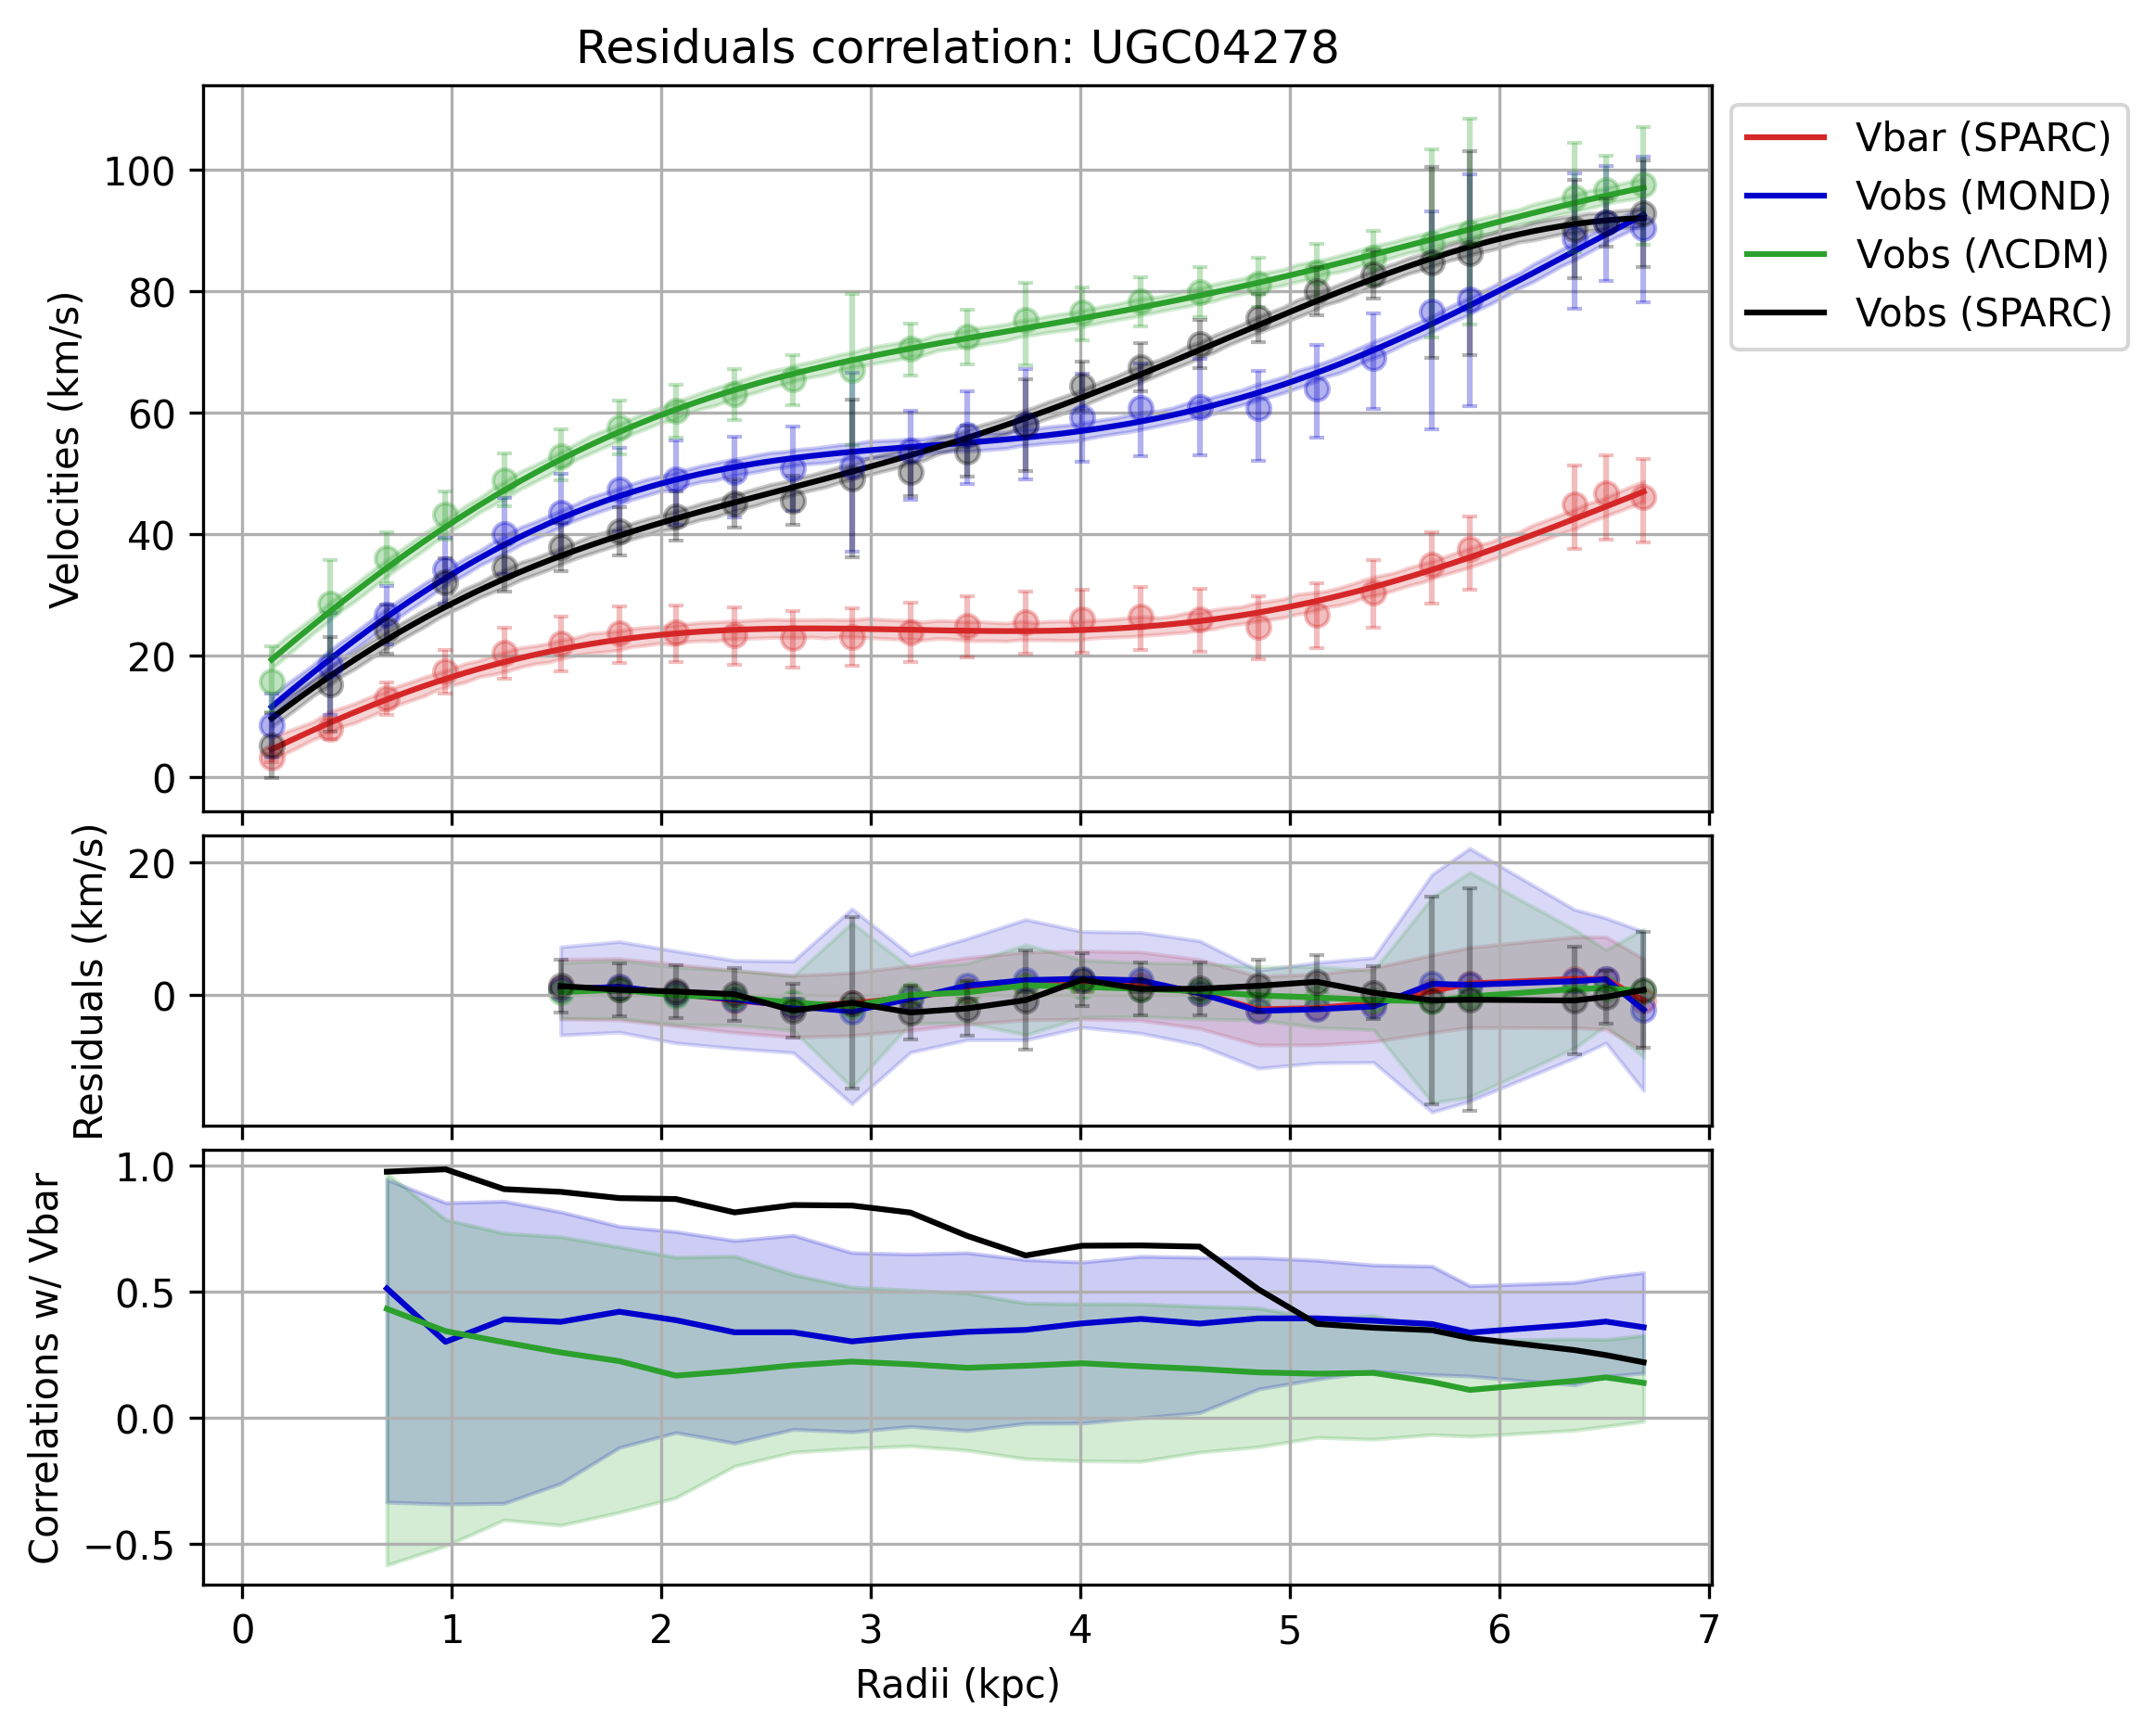 Residuals correlation: UGC04278
Vbar (SPARC)
Vobs (MOND)
Vobs (ΛCDM)
Vobs (SPARC)
Velocities (km/s)
100
80
60
40
20
0
Residuals (km/s)
20
0
Correlations w/ Vbar
1.0
0.5
0.0
−0.5
0 1 2 3 4 5 6 7
Radii (kpc)